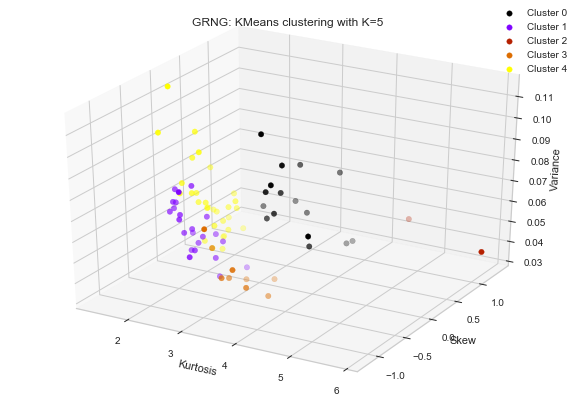 GRNG: KMeans clustering with K=5
Cluster 0
Cluster 1
Cluster 2
Cluster 3
Cluster 4
0.11
0.10
0.09
0.08
0.07
0.06
0.05
0.04
0.03
Variance
1.0
0.5
0.0
−0.5
−1.0
Skew
2
3
4
5
6
Kurtosis